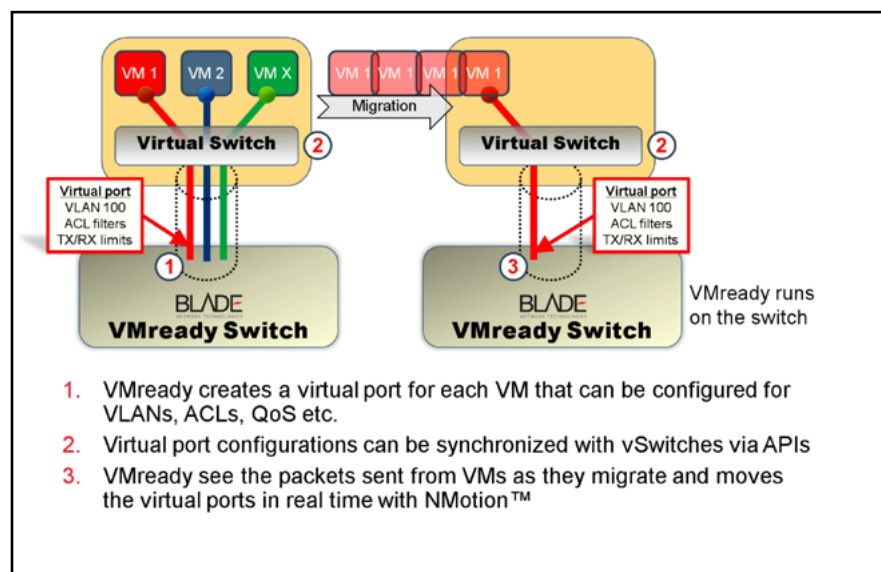 VM 1
VM 2
VM X
VM 1
VM 1
VM 1
VM 1
Migration
Virtual Switch
2
Virtual Switch
2
Virtual port
VLAN 100
ACL filters
TX/RX limits
Virtual port
VLAN 100
ACL filters
TX/RX limits
1
3
BLADE
NETWORK TECHNOLOGIES
VMready Switch
BLADE
NETWORK TECHNOLOGIES
VMready Switch
VMready runs
on the switch
1. VMready creates a virtual port for each VM that can be configured for
VLANs, ACLs, QoS etc.
2. Virtual port configurations can be synchronized with vSwitches via APIs
3. VMready see the packets sent from VMs as they migrate and moves
the virtual ports in real time with NMotion™